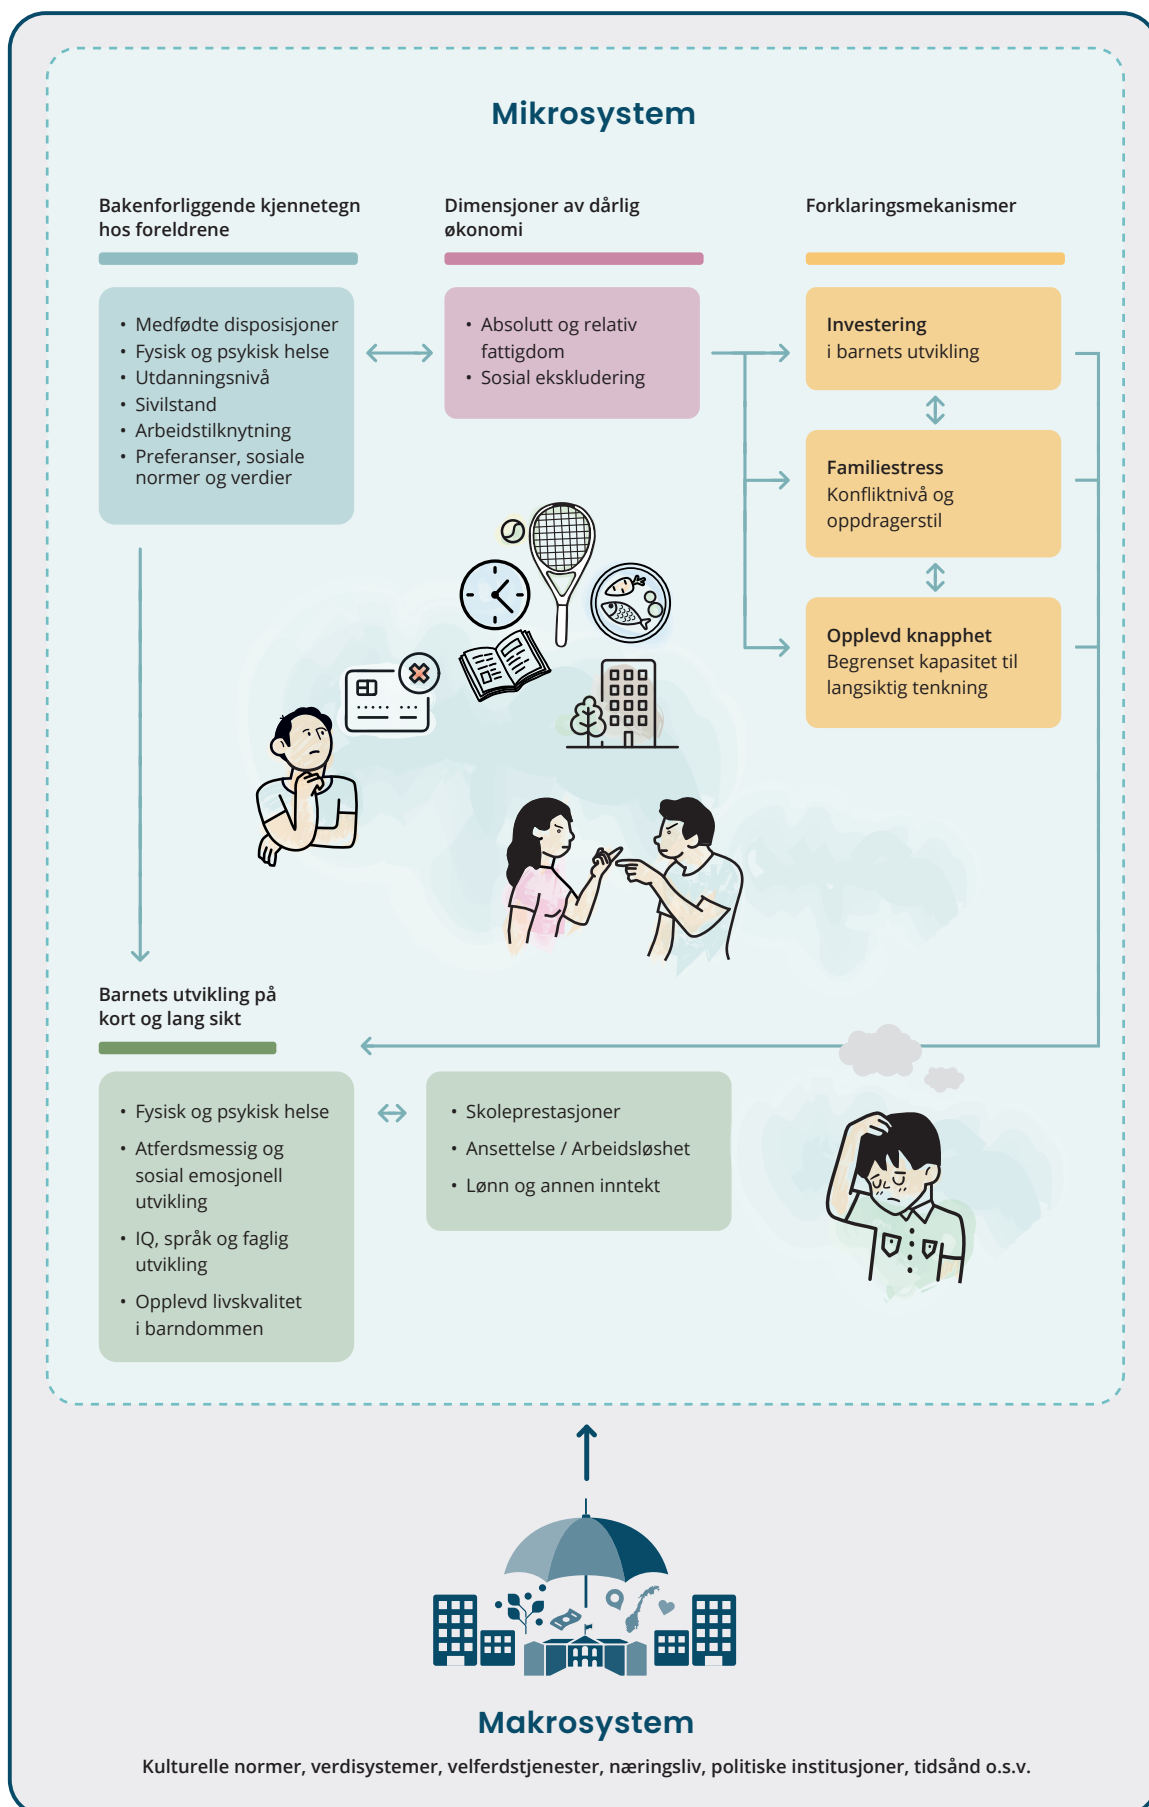 Mikrosystem
Bakenforliggende kjennetegn
hos foreldrene
• Medfødte disposisjoner
• Fysisk og psykisk helse
• Utdanningsnivå
• Sivilstand
• Arbeidstilknytning
• Preferanser, sosiale
normer og verdier
Dimensjoner av dårlig
økonomi
• Absolutt og relativ
fattigdom
• Sosial ekskludering
Forklaringsmekanismer
Investering
i barnets utvikling
Familiestress
Konfliktnivå og
oppdragerstil
Opplevd knapphet
Begrenset kapasitet til
langsiktig tenkning
Barnets utvikling på
kort og lang sikt
• Fysisk og psykisk helse
• Atferdsmessig og
sosial emosjonell
utvikling
• IQ, språk og faglig
utvikling
• Opplevd livskvalitet
i barndommen
• Skoleprestasjoner
• Ansettelse / Arbeidsløshet
• Lønn og annen inntekt
Makrosystem
Kulturelle normer, verdisystemer, velferdstjenester, næringsliv, politiske institusjoner, tidsånd o.s.v.